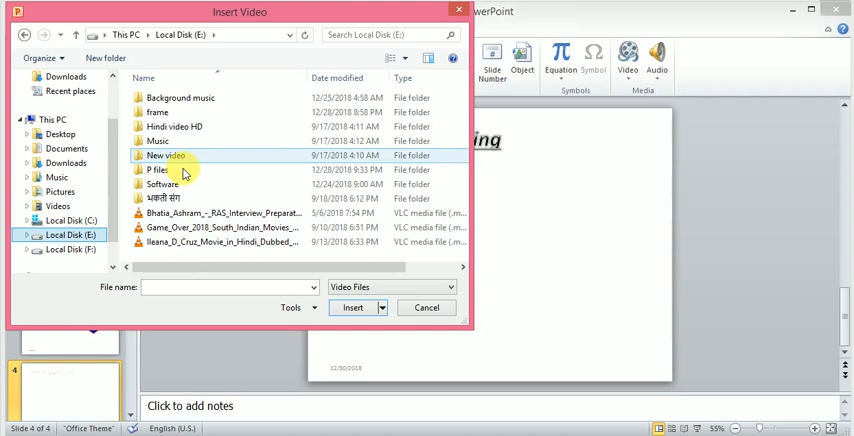 Insert Video
werPoint
This PC Local Disk (E:)
Search Local Disk (E:)
Organize
New folder
Slide Number
Object
Equation
Symbol
Video
Audio
Symbols
Media
Downloads
Recent places
This PC
Desktop
Documents
Downloads
Music
Pictures
Videos
Local Disk (C:)
Local Disk (E:)
Local Disk (F:)
Name Date modified Type
Background music 12/25/2018 4:58 AM File folder
frame 12/28/2018 8:58 PM File folder
Hindi video HD 9/17/2018 4:11 AM File folder
Music 9/17/2018 4:12 AM File folder
New video 9/17/2018 4:10 AM File folder
P files 12/28/2018 9:33 PM File folder
Software 12/24/2018 9:00 AM File folder
भकती संग 9/18/2018 6:12 PM File folder
Bhatia_Ashram_-_RAS_Interview_Preparat... 5/6/2018 7:54 PM VLC media file (.m...
Game_Over_2018_South_Indian_Movies_... 9/10/2018 6:51 PM VLC media file (.m...
Ileana_D_Cruz_Movie_in_Hindi_Dubbed_... 9/13/2018 6:33 PM VLC media file (.m...
File name:
Video Files
Tools
Insert
Cancel
ing
12/30/2018
4
Click to add notes
Slide 4 of 4
"Office Theme"
English (U.S.)
55%